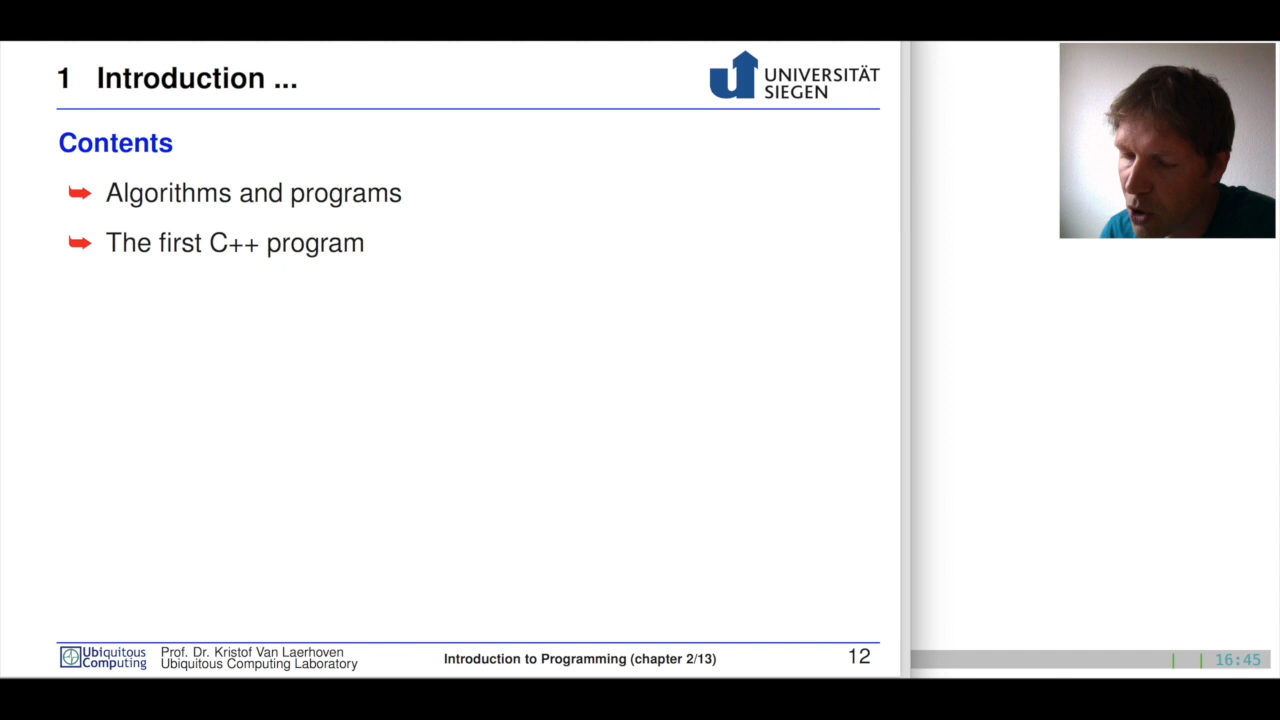 1 Introduction ...
UNIVERSITÄT
SIEGEN
Contents
Algorithms and programs
The first C++ program
Ubiquitous
Computing
Prof. Dr. Kristof Van Laerhoven
Ubiquitous Computing Laboratory
Introduction to Programming (chapter 2/13)
12
16:45